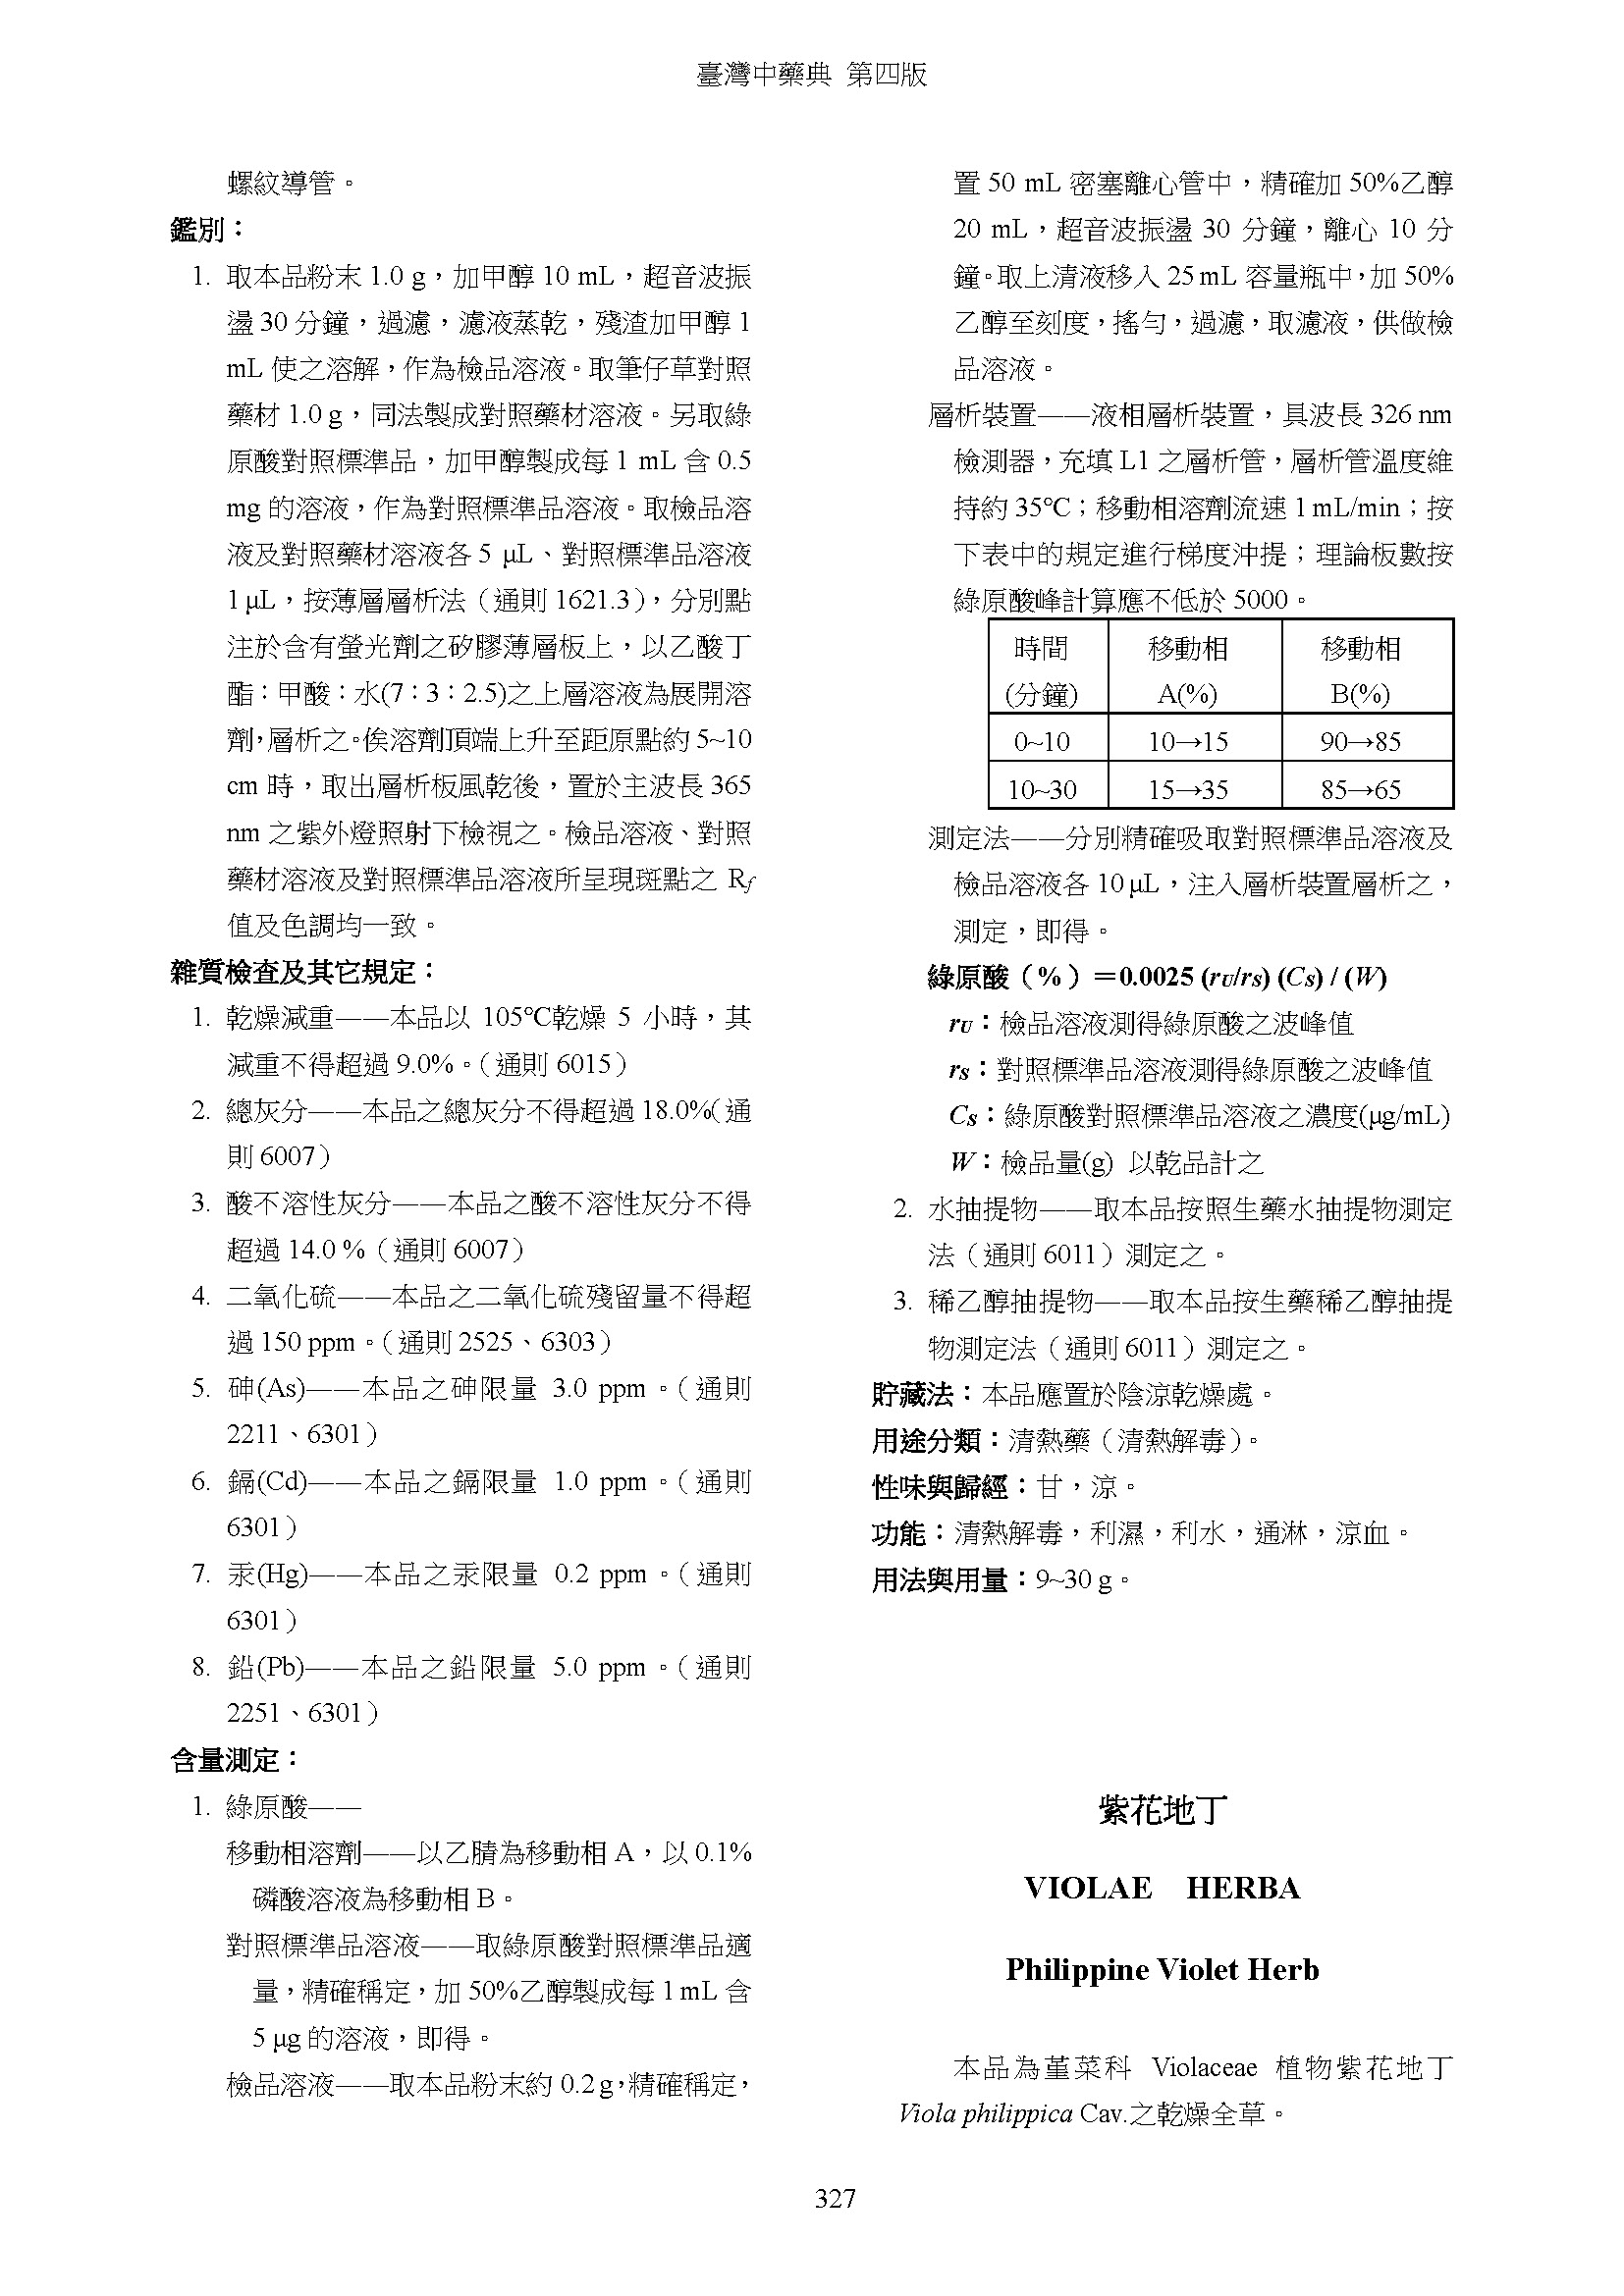 臺灣中藥典 第四版
螺紋導管。
鑑別：
1. 取本品粉末 1.0 g，加甲醇 10 mL，超音波振
盪 30 分鐘，過濾，濾液蒸乾，殘渣加甲醇 1
mL 使之溶解，作為檢品溶液。取筆仔草對照
藥材 1.0 g，同法製成對照藥材溶液。另取綠
原酸對照標準品，加甲醇製成每 1 mL 含 0.5
mg 的溶液，作為對照標準品溶液。取檢品溶
液及對照藥材溶液各 5 μL、對照標準品溶液
1 μL，按薄層層析法（通則 1621.3），分別點
注於含有螢光劑之矽膠薄層板上，以乙酸丁
酯：甲酸：水(7：3：2.5)之上層溶液為展開溶
劑，層析之。俟溶劑頂端上升至距原點約 5~10
cm 時，取出層析板風乾後，置於主波長 365
nm 之紫外燈照射下檢視之。檢品溶液、對照
藥材溶液及對照標準品溶液所呈現斑點之 Rf
值及色調均一致。
雜質檢查及其它規定：
1. 乾燥減重——本品以 105℃乾燥 5 小時，其
減重不得超過 9.0%。（通則 6015）
2. 總灰分——本品之總灰分不得超過 18.0%（通
則 6007）
3. 酸不溶性灰分——本品之酸不溶性灰分不得
超過 14.0 %（通則 6007）
4. 二氧化硫——本品之二氧化硫殘留量不得超
過 150 ppm。（通則 2525、6303）
5. 砷(As)——本品之砷限量 3.0 ppm。（通則
2211、6301）
6. 鎘(Cd)——本品之鎘限量 1.0 ppm。（通則
6301）
7. 汞(Hg)——本品之汞限量 0.2 ppm。（通則
6301）
8. 鉛(Pb)——本品之鉛限量 5.0 ppm。（通則
2251、6301）
含量測定：
1. 綠原酸——
移動相溶劑——以乙腈為移動相 A，以 0.1%
磷酸溶液為移動相 B。
對照標準品溶液——取綠原酸對照標準品適
量，精確稱定，加 50%乙醇製成每 1 mL 含
5 μg 的溶液，即得。
檢品溶液——取本品粉末約 0.2 g，精確稱定，
置 50 mL 密塞離心管中，精確加 50%乙醇
20 mL，超音波振盪 30 分鐘，離心 10 分
鐘。取上清液移入 25 mL 容量瓶中，加 50%
乙醇至刻度，搖勻，過濾，取濾液，供做檢
品溶液。
層析裝置——液相層析裝置，具波長 326 nm
檢測器，充填 L1 之層析管，層析管溫度維
持約 35℃；移動相溶劑流速 1 mL/min；按
下表中的規定進行梯度沖提；理論板數按
綠原酸峰計算應不低於 5000。
時間 移動相 移動相
(分鐘) A(%) B(%)
0~10 10→15 90→85
10~30 15→35 85→65
測定法——分別精確吸取對照標準品溶液及
檢品溶液各 10 μL，注入層析裝置層析之，
測定，即得。
綠原酸（%）＝0.0025 (rU/rS) (CS) / (W)
rU：檢品溶液測得綠原酸之波峰值
rS：對照標準品溶液測得綠原酸之波峰值
CS：綠原酸對照標準品溶液之濃度(μg/mL)
W：檢品量(g) 以乾品計之
2. 水抽提物——取本品按照生藥水抽提物測定
法（通則 6011）測定之。
3. 稀乙醇抽提物——取本品按生藥稀乙醇抽提
物測定法（通則 6011）測定之。
貯藏法：本品應置於陰涼乾燥處。
用途分類：清熱藥（清熱解毒）。
性味與歸經：甘，涼。
功能：清熱解毒，利濕，利水，通淋，涼血。
用法與用量：9~30 g。
紫花地丁
VIOLAE HERBA
Philippine Violet Herb
本品為堇菜科 Violaceae 植物紫花地丁
Viola philippica Cav.之乾燥全草。
327